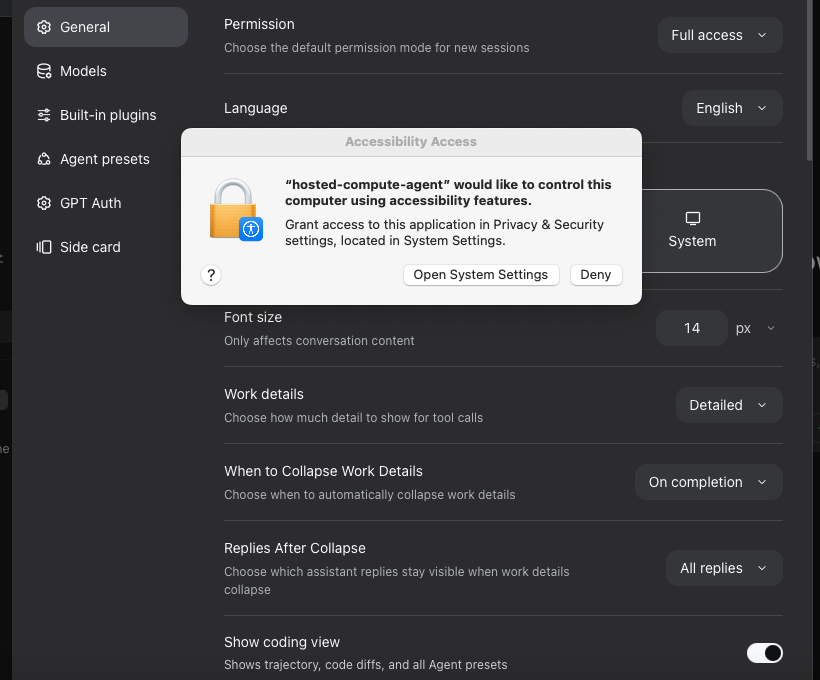 General
Models
Built-in plugins
Agent presets
GPT Auth
Side card
Permission
Choose the default permission mode for new sessions
Full access
Language
English
Accessibility Access
“hosted-compute-agent” would like to control this
computer using accessibility features.
Grant access to this application in Privacy & Security
settings, located in System Settings.
?
Open System Settings
Deny
System
Font size
Only affects conversation content
14
px
Work details
Choose how much detail to show for tool calls
Detailed
When to Collapse Work Details
Choose when to automatically collapse work details
On completion
Replies After Collapse
Choose which assistant replies stay visible when work details
collapse
All replies
Show coding view
Shows trajectory, code diffs, and all Agent presets